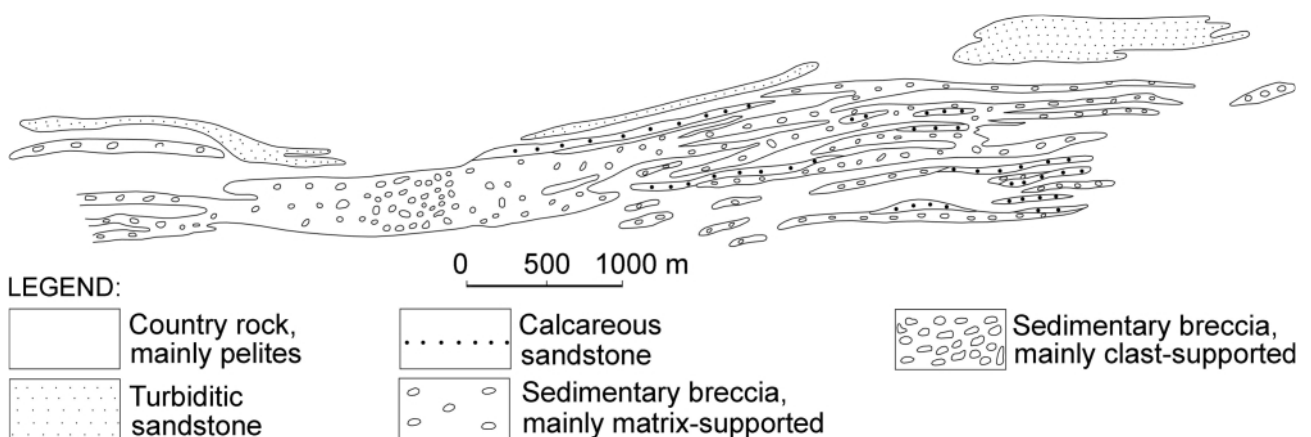 0 500 1000 m
LEGEND:
Country rock,
mainly pelites
Turbiditic
sandstone
Calcareous
sandstone
Sedimentary breccia,
mainly matrix-supported
Sedimentary breccia,
mainly clast-supported